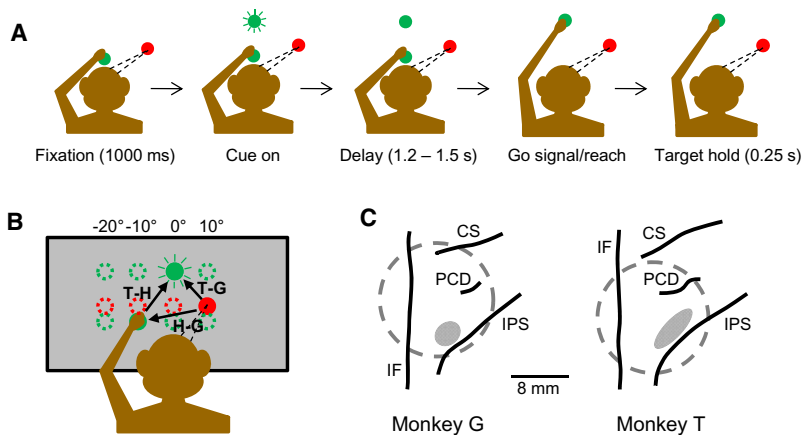 A
Fixation (1000 ms)
Cue on
Delay (1.2 – 1.5 s)
Go signal/reach
Target hold (0.25 s)
B
-20° -10° 0° 10°
T-H
T-G
H-G
C
CS
PCD
IPS
IF
Monkey G
8 mm
IF
CS
PCD
IPS
Monkey T